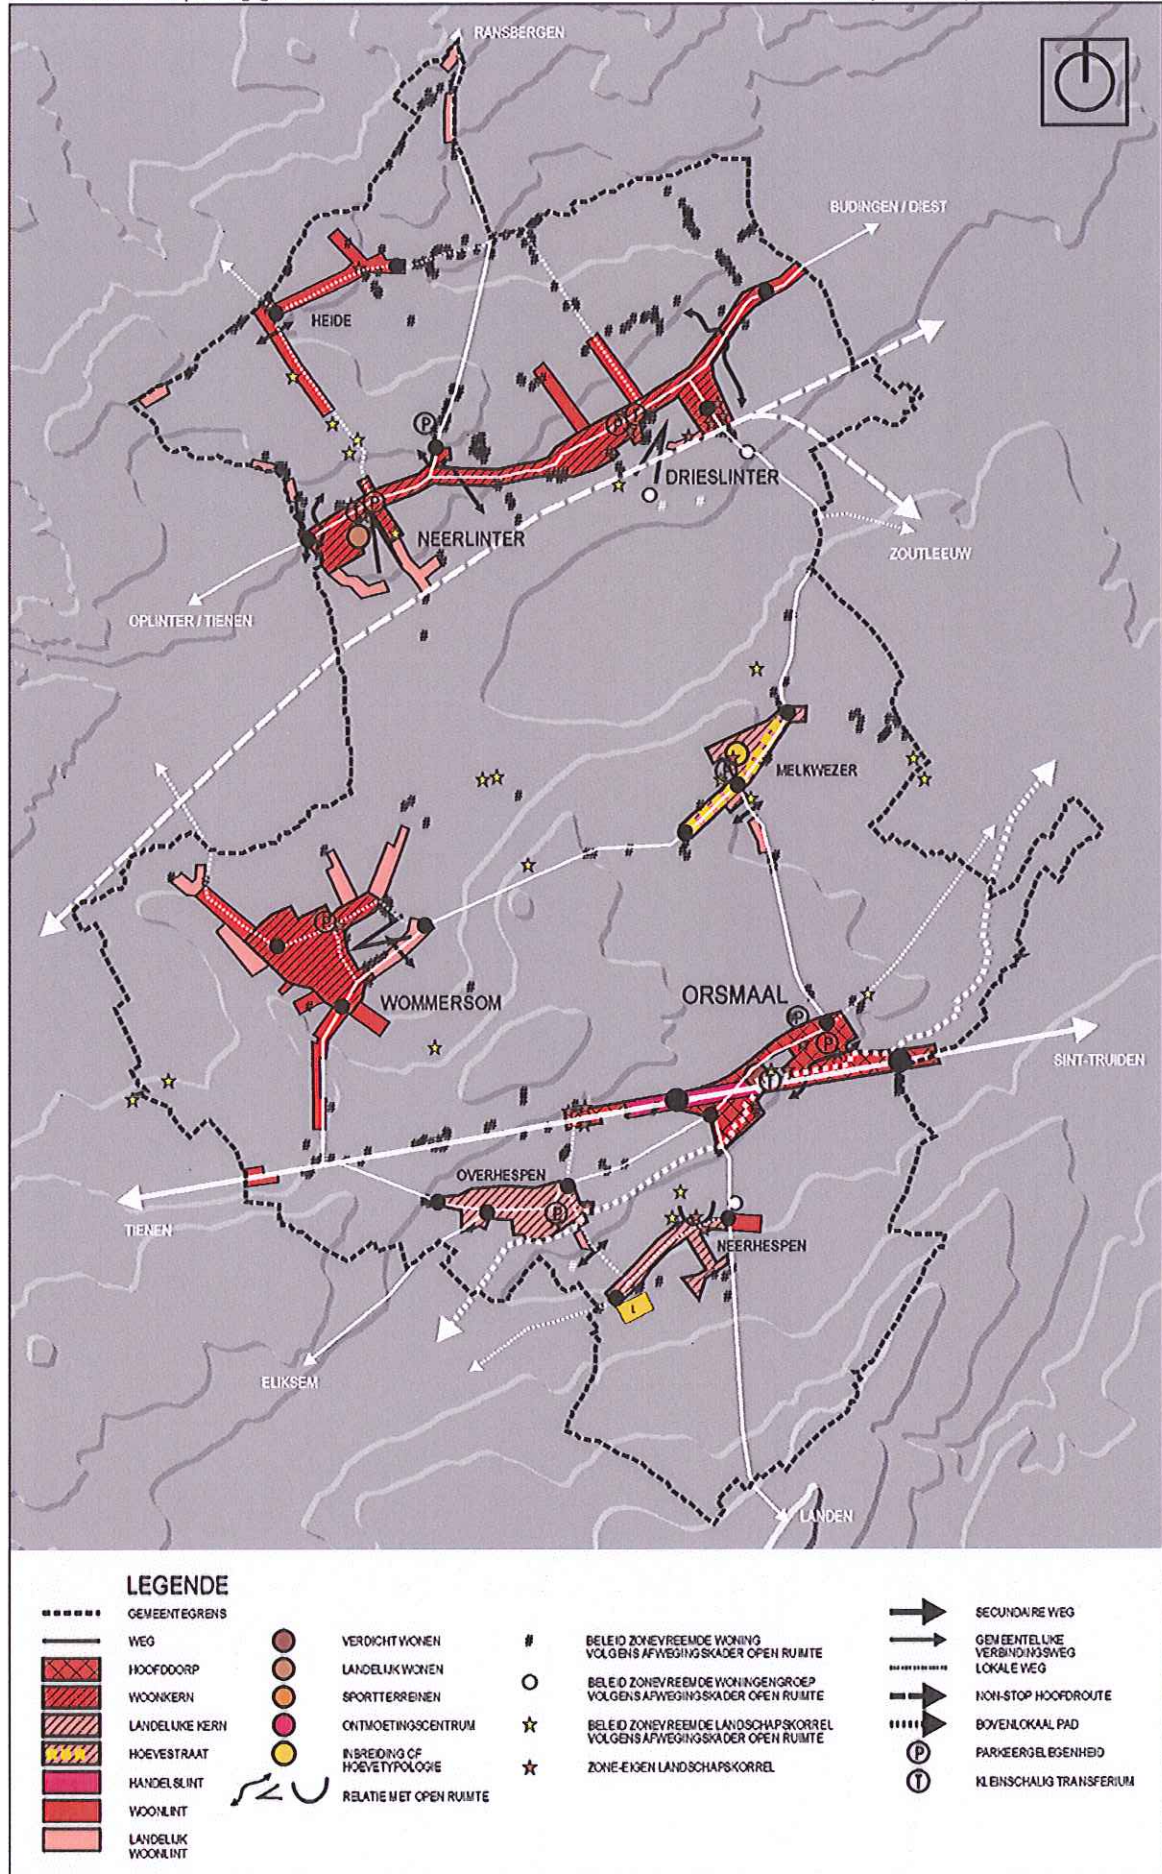 RANSBERGEN
BUDINGEN / DIEST
HEIDE
P
P
T
DRIESLINTER
T
P
NEERLINTER
ZOUTLEEUW
OPLINTER / TIENEN
MELKWEZER
P
WOMMERSOM
ORSMAAL
P
P
SINT-TRUIDEN
T
OVERHESPEN
P
TIENEN
NEERHESPEN
L
ELIKSEM
LANDEN
LEGENDE
GEMEENTEGRENS
WEG
HOOFDDORP
WOONKERN
LANDELIJKE KERN
HOEVESTRAAT
HANDELSLINT
WOONLINT
LANDELIJK
WOONLINT
VERDICHT WONEN
LANDELIJK WONEN
SPORTTERREINEN
ONTMOETINGSCENTRUM
INBREIDING OF
HOEVETYPOLOGIE
RELATIE MET OPEN RUIMTE
# BELEID ZONEVREEMDE WONING
VOLGENS AFWEGINGSKADER OPEN RUIMTE
BELEID ZONEVREEMDE WONINGENGROEP
VOLGENS AFWEGINGSKADER OPEN RUIMTE
BELEID ZONEVREEMDE LANDSCHAPSKORREL
VOLGENS AFWEGINGSKADER OPEN RUIMTE
ZONE-EIGEN LANDSCHAPSKORREL
SECUNDAIRE WEG
GEMEENTELIJKE
VERBINDINGSWEG
LOKALE WEG
NON-STOP HOOFDROUTE
BOVENLOKAAL PAD
P PARKEERGELEGENHEID
T KLEINSCHALIG TRANSFERIUM